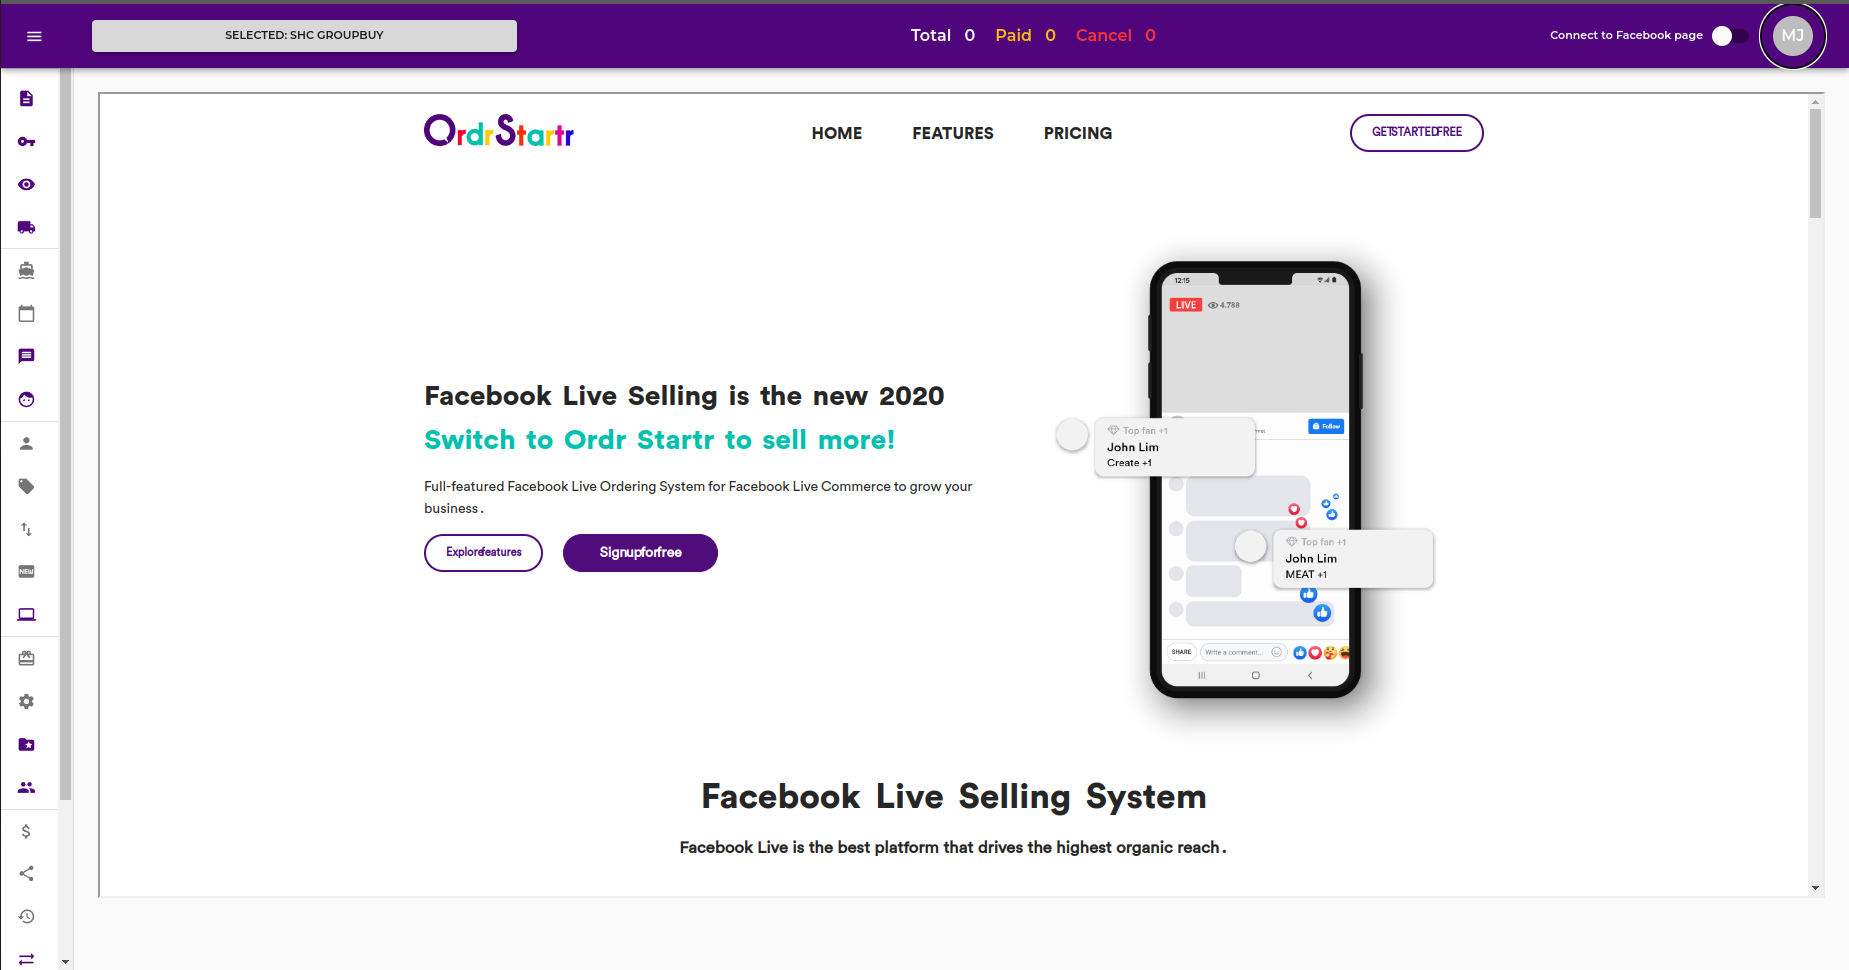 SELECTED: SHC GROUPBUY
Total 0 Paid 0 Cancel 0
Connect to Facebook page
MJ
OrdrStartr
HOME FEATURES PRICING
GETSTARTEDFREE
12:15
LIVE 4.788
Facebook Live Selling is the new 2020
Switch to Ordr Startr to sell more!
Full-featured Facebook Live Ordering System for Facebook Live Commerce to grow your
business.
Explorefeatures
Signupforfree
Follow
Top fan +1
John Lim
Create +1
Top fan +1
John Lim
MEAT +1
SHARE
Write a comment...
NEW
Facebook Live Selling System
Facebook Live is the best platform that drives the highest organic reach.